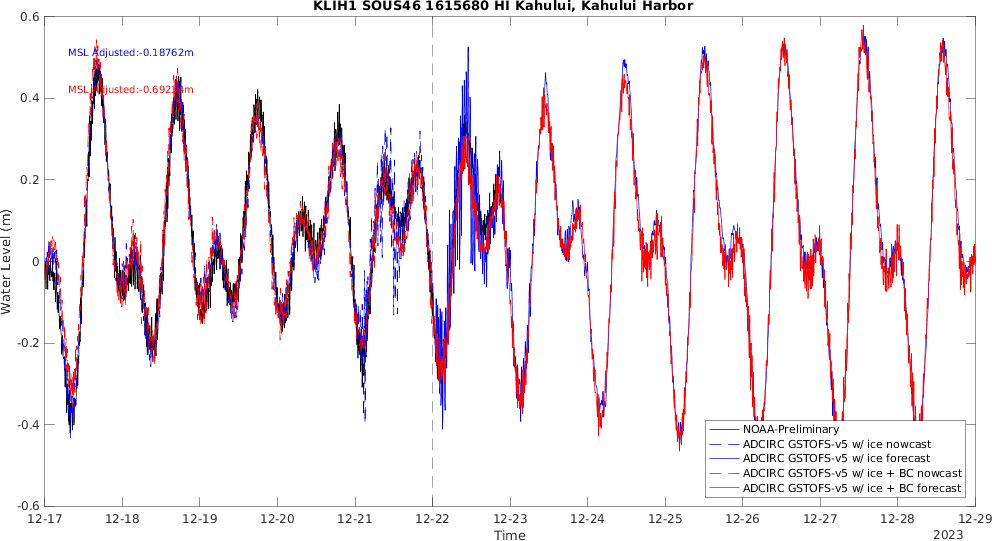 KLIH1 SOUS46 1615680 HI Kahului, Kahului Harbor
0.6
MSL Adjusted:-0.18762m
MSL Adjusted:
0.4
0.2
0
-0.2
-0.4
-0.6
Water Level (m)
NOAA-Preliminary
ADCIRC GSTOFS-v5 w/ ice nowcast
ADCIRC GSTOFS-v5 w/ ice forecast
ADCIRC GSTOFS-v5 w/ ice + BC nowcast
ADCIRC GSTOFS-v5 w/ ice + BC forecast
12-17 12-18 12-19 12-20 12-21 12-22 12-23 12-24 12-25 12-26 12-27 12-28 12-29
Time
2023